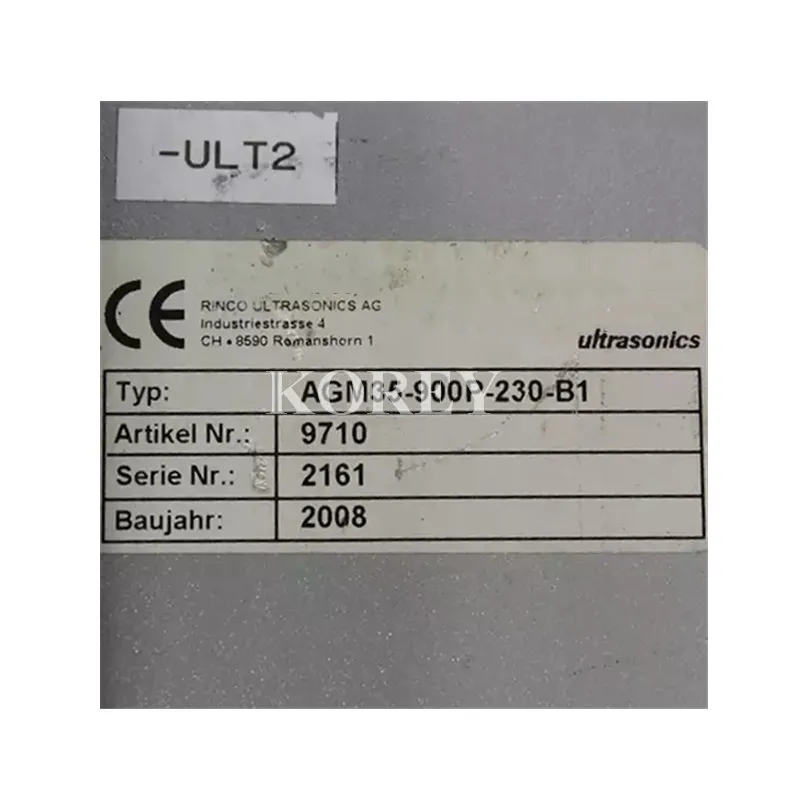 -ULT2
CE
RINCO ULTRASONICS AG
Industriestrasse 4
CH • 8590 Romanshorn 1
ultrasonics
Typ: AGM35-900P-230-B1
Artikel Nr.: 9710
Serie Nr.: 2161
Baujahr: 2008
KOREY